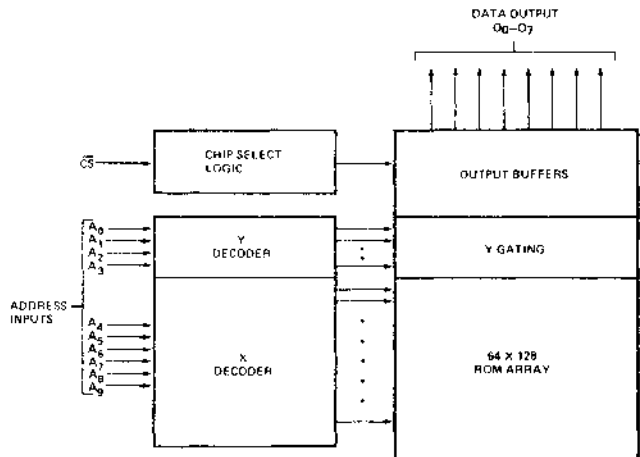 DATA OUTPUT
O0–O7
CS
CHIP SELECT
LOGIC
OUTPUT BUFFERS
A0
A1
A2
A3
Y
DECODER
Y GATING
ADDRESS
INPUTS
A4
A5
A6
A7
A8
A9
X
DECODER
64 X 128
ROM ARRAY